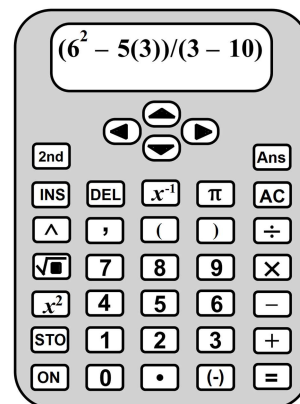 (6² – 5(3))/(3 – 10)
2nd Ans
INS DEL x⁻¹ π AC
^ , ( ) ÷
√■ 7 8 9 ×
x² 4 5 6 –
STO 1 2 3 +
ON 0 • (-) =